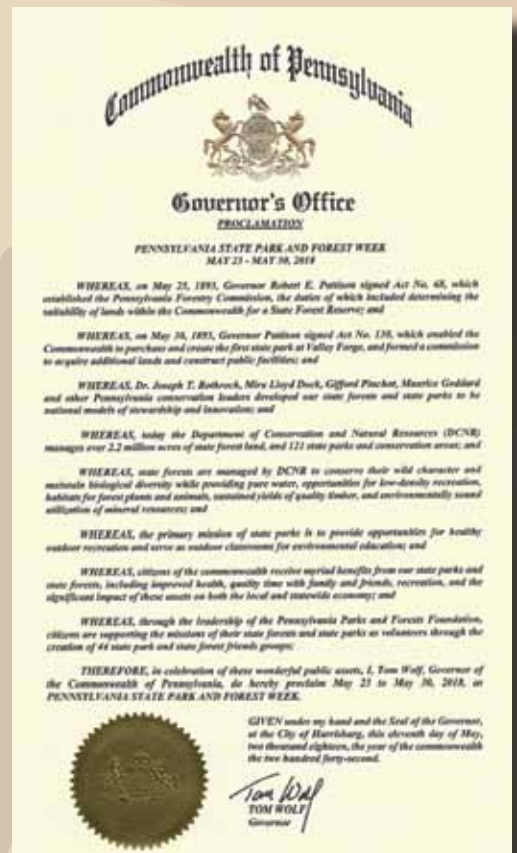 Commonwealth of Pennsylvania
Governor's Office
PROCLAMATION
PENNSYLVANIA STATE PARK AND FOREST WEEK
MAY 25 - MAY 30, 2018
WHEREAS, on May 25, 1893, Governor Robert E. Pattison signed Act No. 68, which
established the Pennsylvania Forestry Commission, the duties of which included determining the
suitability of lands within the Commonwealth for a State Forest Reserve; and
WHEREAS, on May 30, 1893, Governor Pattison signed Act No. 130, which enabled the
Commonwealth to purchase and create the first state park at Valley Forge, and formed a commission
to acquire additional lands and construct public facilities; and
WHEREAS, Dr. Joseph T. Rothrock, Mira Lloyd Dock, Gifford Pinchot, Maurice Goddard
and other Pennsylvania conservation leaders developed our state forests and state parks to be
national models of stewardship and innovation; and
WHEREAS, today the Department of Conservation and Natural Resources (DCNR)
manages over 2.2 million acres of state forest land, and 121 state parks and conservation areas; and
WHEREAS, state forests are managed by DCNR to conserve their wild character and
maintain biological diversity while providing pure water, opportunities for low-density recreation,
habitats for forest plants and animals, sustained yields of quality timber, and environmentally sound
utilization of mineral resources; and
WHEREAS, the primary mission of state parks is to provide opportunities for healthy
outdoor recreation and serve as outdoor classrooms for environmental education; and
WHEREAS, citizens of the commonwealth receive myriad benefits from our state parks and
state forests, including improved health, quality time with family and friends, recreation, and the
significant impact of these assets on both the local and statewide economy; and
WHEREAS, through the leadership of the Pennsylvania Parks and Forests Foundation,
citizens are supporting the missions of their state forests and state parks as volunteers through the
creation of 44 state park and state forest friends groups;
THEREFORE, in celebration of these wonderful public assets, I, Tom Wolf, Governor of
the Commonwealth of Pennsylvania, do hereby proclaim May 25 to May 30, 2018, as
PENNSYLVANIA STATE PARK AND FOREST WEEK.
GIVEN under my hand and the Seal of the Governor,
at the City of Harrisburg, this eleventh day of May,
two thousand eighteen, the year of the commonwealth
the two hundred forty-second.
Tom Wolf
TOM WOLF
Governor